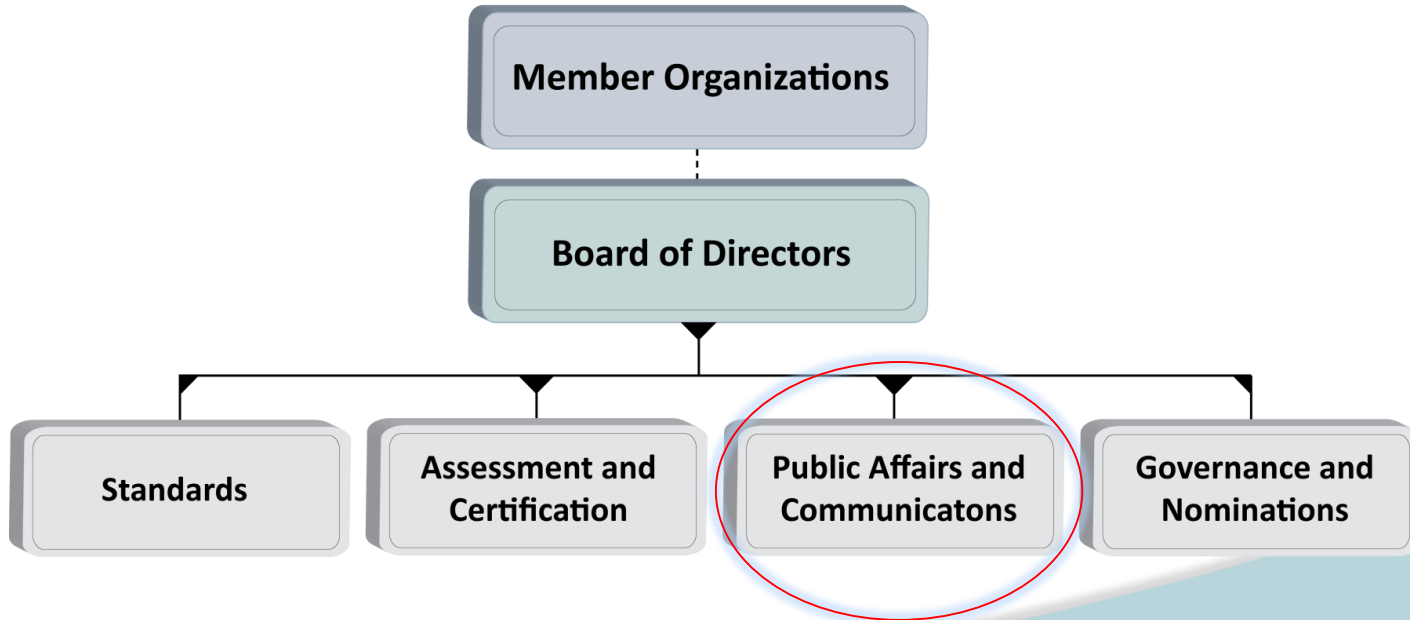 Member Organizations
Board of Directors
Standards
Assessment and
Certification
Public Affairs and
Communicatons
Governance and
Nominations